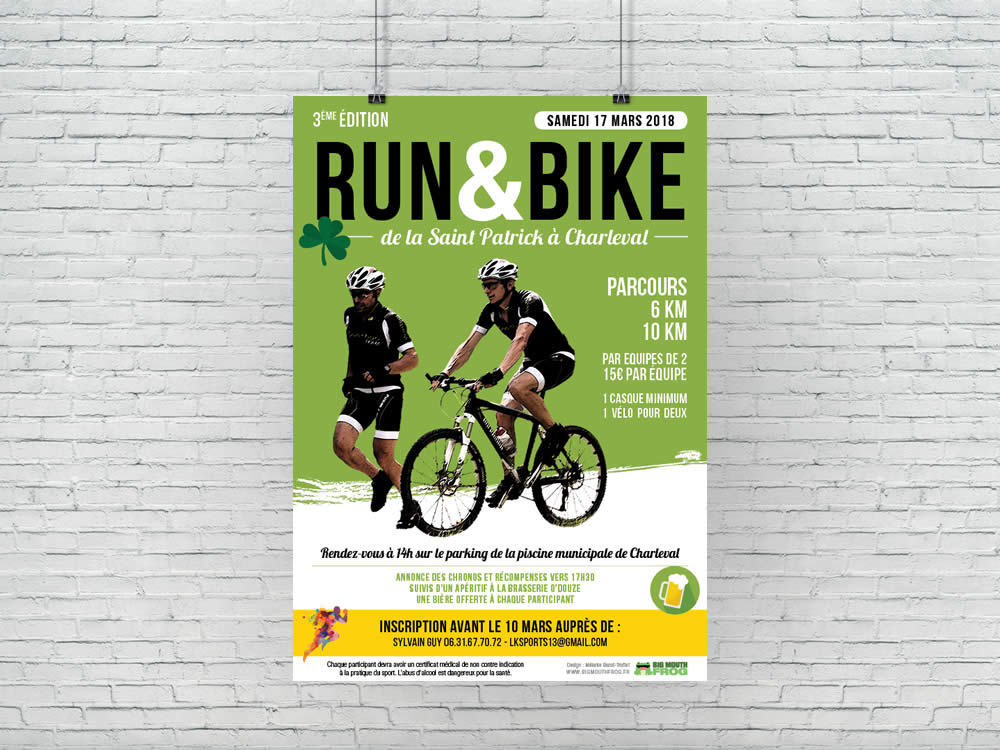 3ÈME ÉDITION
SAMEDI 17 MARS 2018
RUN&BIKE
de la Saint Patrick à Charleval
PARCOURS
6 KM
10 KM
PAR EQUIPES DE 2
15€ PAR ÉQUIPE
1 CASQUE MINIMUM
1 VÉLO POUR DEUX
Rendez-vous à 14h sur le parking de la piscine municipale de Charleval
ANNONCE DES CHRONOS ET RÉCOMPENSES VERS 17H30
SUIVIS D'UN APÉRITIF À LA BRASSERIE D'DOUZE
UNE BIÈRE OFFERTE À CHAQUE PARTICIPANT
INSCRIPTION AVANT LE 10 MARS AUPRÈS DE :
SYLVAIN GUY 06.31.67.70.72 - LKSPORTS13@GMAIL.COM
Chaque participant devra avoir un certificat médical de non contre indication
à la pratique du sport. L'abus d'alcool est dangereux pour la santé.
Design : Mélanie
WWW.BIGMOUTHFROG.FR
BIG MOUTH
FROG